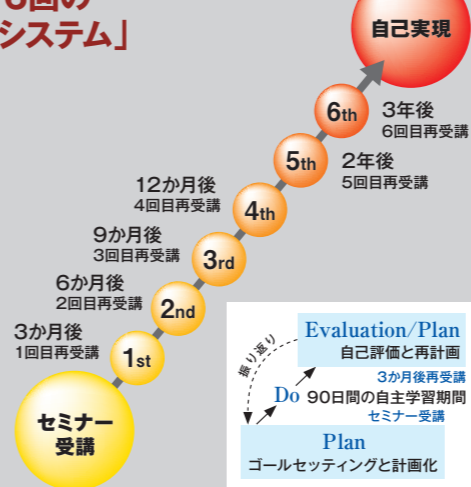 6回の
システム」
自己実現
6th
3年後
6回目再受講
5th
2年後
5回目再受講
12か月後
4回目再受講
4th
9か月後
3回目再受講
3rd
6か月後
2回目再受講
2nd
3か月後
1回目再受講
1st
セミナー
受講
Evaluation/Plan
自己評価と再計画
振り返り
3か月後再受講
Do 90日間の自主学習期間
セミナー受講
Plan
ゴールセッティングと計画化